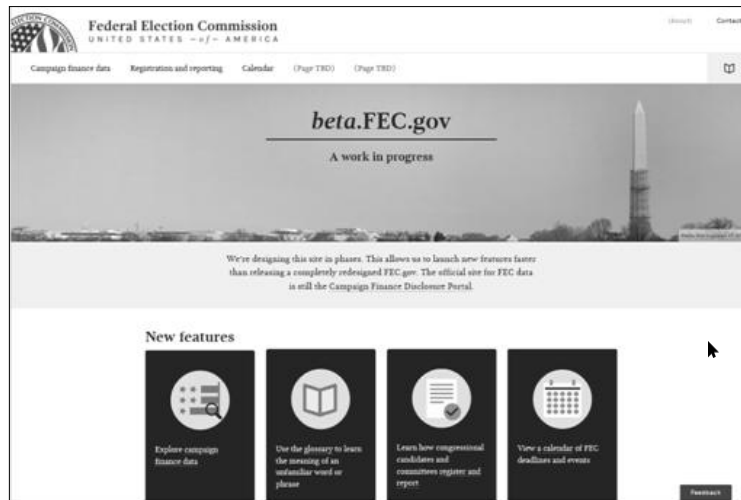 Federal Election Commission
UNITED STATES —of— AMERICA
Contact
Campaign finance data Registration and reporting Calendar (Page TBD) (Page TBD)
beta.FEC.gov
A work in progress
We're designing this site in phases. This allows us to launch new features faster
than releasing a completely redesigned FEC.gov. The official site for FEC data
is still the Campaign Finance Disclosure Portal.
New features
Explore campaign
finance data
Use the glossary to learn
the meaning of an
unfamiliar word or
phrase
Learn how congressional
candidates and
committees register and
report
View a calendar of FEC
deadlines and events
Feedback